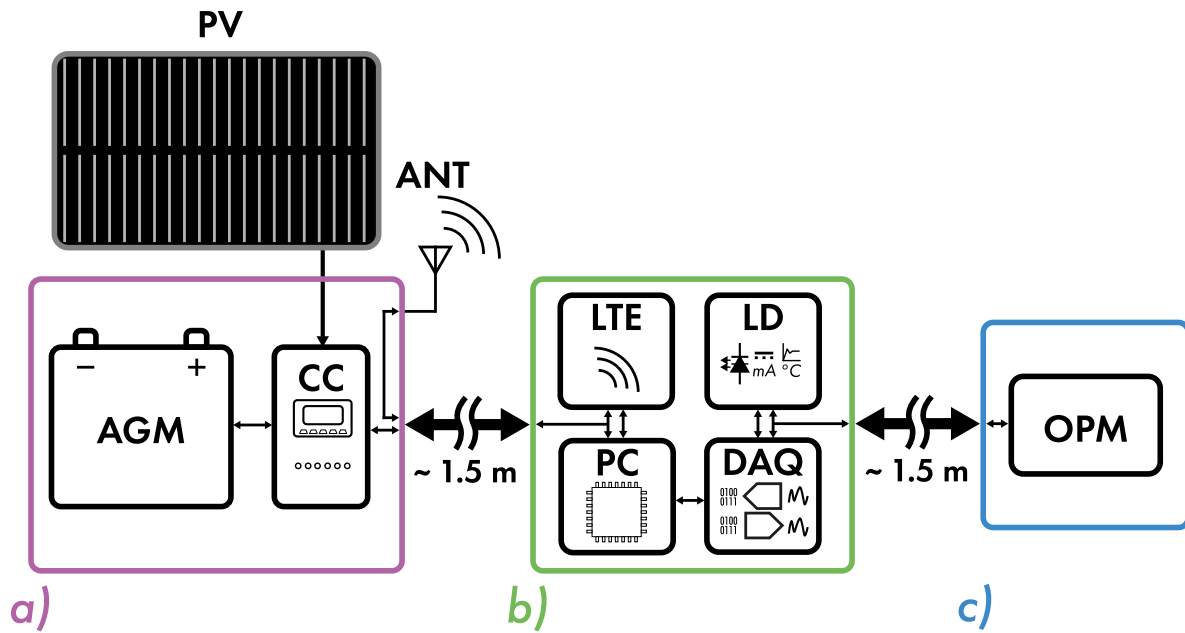 PV
ANT
− +
AGM
CC
~ 1.5 m
LTE
LD
mA °C
PC
DAQ
0100
0111
0100
0111
~ 1.5 m
OPM
a)
b)
c)